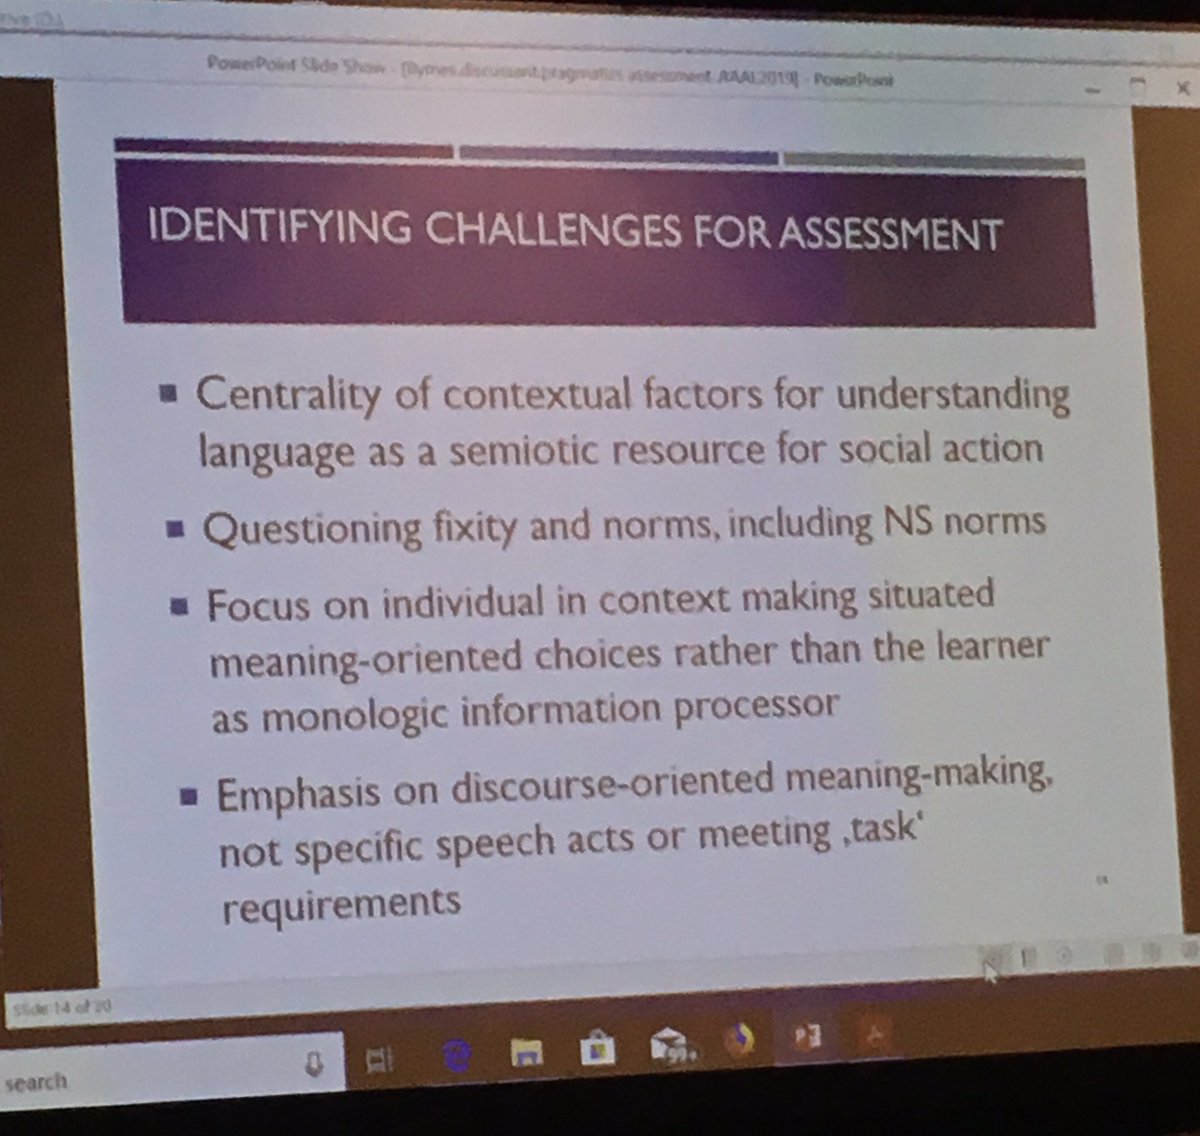 PowerPoint Slide Show - [Byrnes.discussant.pragmatics assessment AAAL2019] - PowerPoint
IDENTIFYING CHALLENGES FOR ASSESSMENT
▪ Centrality of contextual factors for understanding
language as a semiotic resource for social action
▪ Questioning fixity and norms, including NS norms
▪ Focus on individual in context making situated
meaning-oriented choices rather than the learner
as monologic information processor
▪ Emphasis on discourse-oriented meaning-making,
not specific speech acts or meeting ‚task‘
requirements
Slide 14 of 20
search
99+